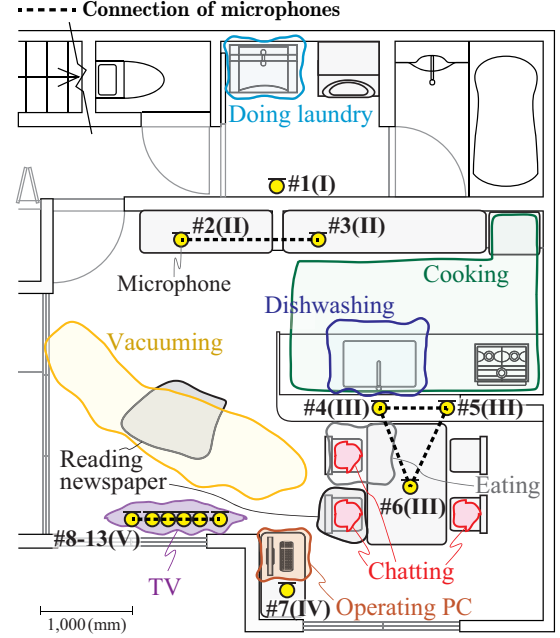 Connection of microphones
Doing laundry
#1(I)
#2(II)
#3(II)
Microphone
Cooking
Dishwashing
Vacuuming
#4(III)
#5(III)
Reading
newspaper
Eating
#6(III)
#8-13(V)
TV
Chatting
#7(IV)
Operating PC
1,000 (mm)